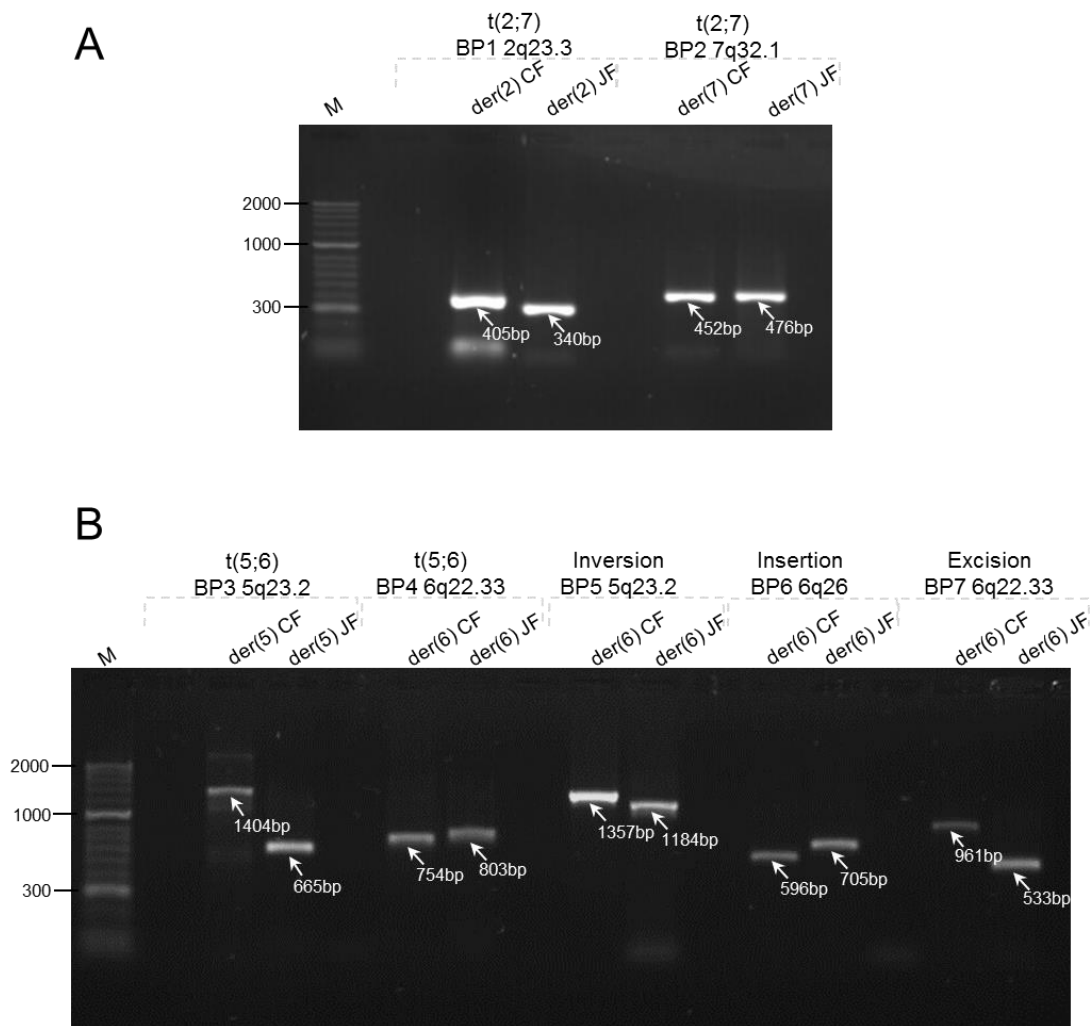 A
t(2;7) t(2;7)
BP1 2q23.3 BP2 7q32.1
M der(2) CF der(2) JF der(7) CF der(7) JF
2000
1000
300
405bp 340bp 452bp 476bp
B
t(5;6) t(5;6) Inversion Insertion Excision
BP3 5q23.2 BP4 6q22.33 BP5 5q23.2 BP6 6q26 BP7 6q22.33
M der(5) CF der(5) JF der(6) CF der(6) JF der(6) CF der(6) JF der(6) CF der(6) JF der(6) CF der(6) JF
2000
1000
300
1404bp 665bp 754bp 803bp 1357bp 1184bp 596bp 705bp 961bp 533bp